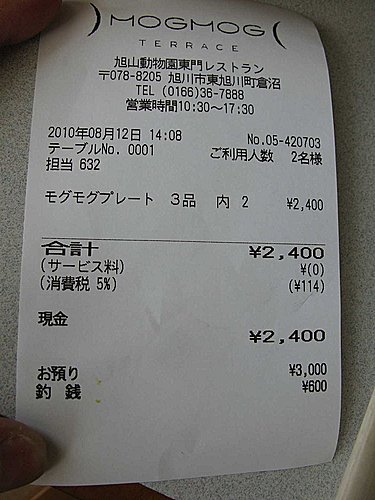 MOGMOG
TERRACE
旭山動物園東門レストラン
〒078-8205 旭川市東旭川町倉沼
TEL (0166)36-7888
営業時間10:30~17:30
2010年08月12日 14:08 No.05-420703
テーブルNo. 0001 ご利用人数 2名様
担当 632
モグモグプレート 3品 内 2 ¥2,400
合計 ¥2,400
(サービス料) ¥(0)
(消費税 5%) (¥114)
現金
¥2,400
お預り ¥3,000
釣 銭 ¥600